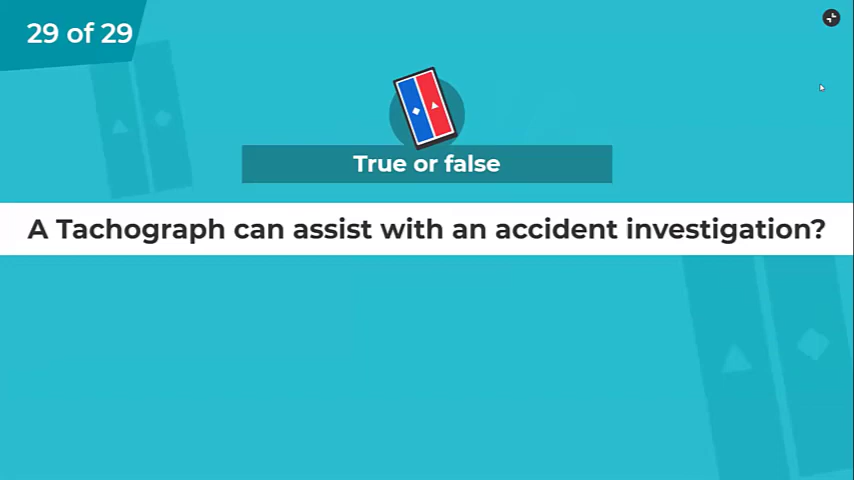 29 of 29
True or false
A Tachograph can assist with an accident investigation?